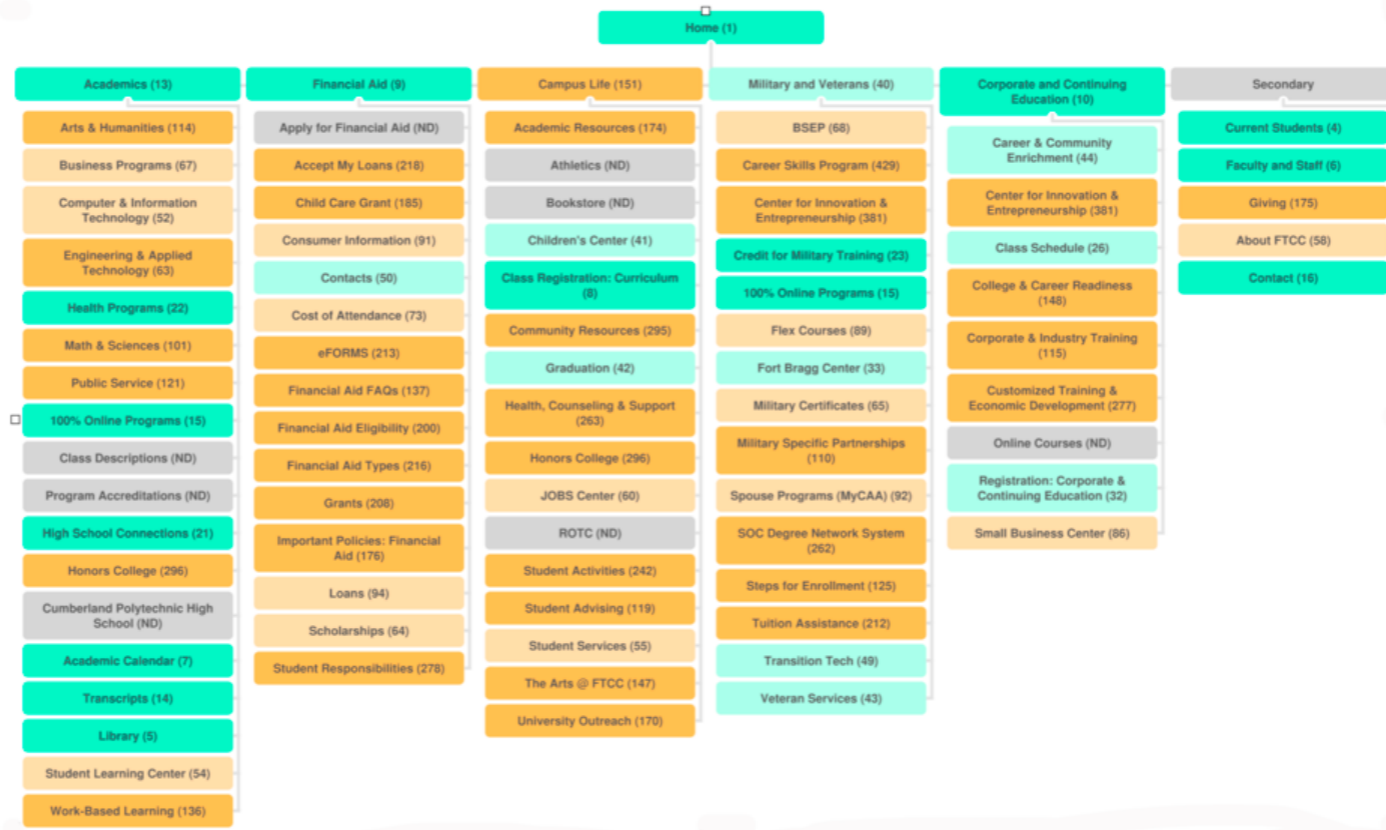 Home (1)
Academics (13)
Arts & Humanities (114)
Business Programs (67)
Computer & Information
Technology (52)
Engineering & Applied
Technology (63)
Health Programs (22)
Math & Sciences (101)
Public Service (121)
100% Online Programs (15)
Class Descriptions (ND)
Program Accreditations (ND)
High School Connections (21)
Honors College (296)
Cumberland Polytechnic High
School (ND)
Academic Calendar (7)
Transcripts (14)
Library (5)
Student Learning Center (54)
Work-Based Learning (136)
Financial Aid (9)
Apply for Financial Aid (ND)
Accept My Loans (218)
Child Care Grant (185)
Consumer Information (91)
Contacts (50)
Cost of Attendance (73)
eFORMS (213)
Financial Aid FAQs (137)
Financial Aid Eligibility (200)
Financial Aid Types (216)
Grants (208)
Important Policies: Financial
Aid (176)
Loans (94)
Scholarships (64)
Student Responsibilities (278)
Campus Life (151)
Academic Resources (174)
Athletics (ND)
Bookstore (ND)
Children's Center (41)
Class Registration: Curriculum
(8)
Community Resources (295)
Graduation (42)
Health, Counseling & Support
(263)
Honors College (296)
JOBS Center (60)
ROTC (ND)
Student Activities (242)
Student Advising (119)
Student Services (55)
The Arts @ FTCC (147)
University Outreach (170)
Military and Veterans (40)
BSEP (68)
Career Skills Program (429)
Center for Innovation &
Entrepreneurship (381)
Credit for Military Training (23)
100% Online Programs (15)
Flex Courses (89)
Fort Bragg Center (33)
Military Certificates (65)
Military Specific Partnerships
(110)
Spouse Programs (MyCAA) (92)
SOC Degree Network System
(262)
Steps for Enrollment (125)
Tuition Assistance (212)
Transition Tech (49)
Veteran Services (43)
Corporate and Continuing
Education (10)
Career & Community
Enrichment (44)
Center for Innovation &
Entrepreneurship (381)
Class Schedule (26)
College & Career Readiness
(148)
Corporate & Industry Training
(115)
Customized Training &
Economic Development (277)
Online Courses (ND)
Registration: Corporate &
Continuing Education (32)
Small Business Center (86)
Secondary
Current Students (4)
Faculty and Staff (6)
Giving (175)
About FTCC (58)
Contact (16)